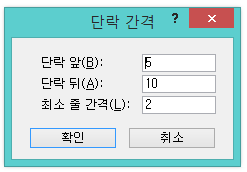 단락 간격 ? ×
단락 앞(B): 5
단락 뒤(A): 10
최소 줄 간격(L): 2
확인 취소